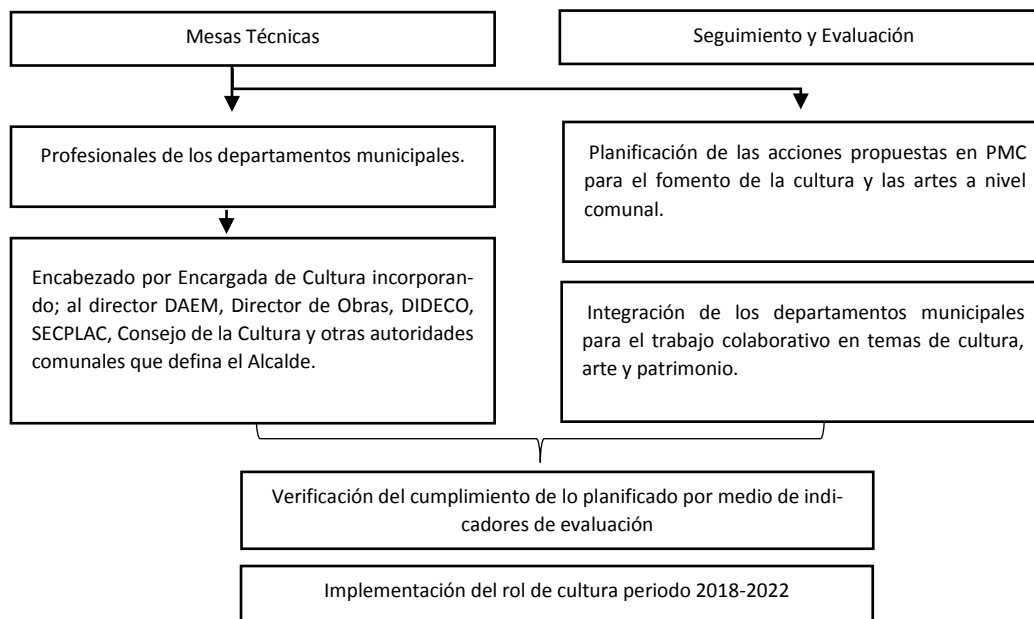 Mesas Técnicas
Seguimiento y Evaluación
Profesionales de los departamentos municipales.
Planificación de las acciones propuestas en PMC
para el fomento de la cultura y las artes a nivel
comunal.
Encabezado por Encargada de Cultura incorporan-
do; al director DAEM, Director de Obras, DIDECO,
SECPLAC, Consejo de la Cultura y otras autoridades
comunales que defina el Alcalde.
Integración de los departamentos municipales
para el trabajo colaborativo en temas de cultura,
arte y patrimonio.
Verificación del cumplimiento de lo planificado por medio de indi-
cadores de evaluación
Implementación del rol de cultura periodo 2018-2022